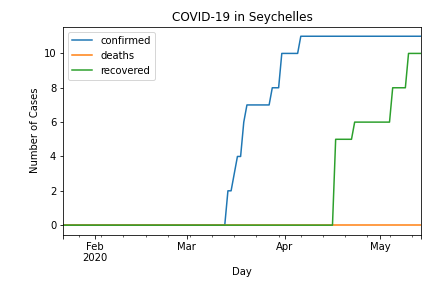 COVID-19 in Seychelles
confirmed
deaths
recovered
Number of Cases
10
8
6
4
2
0
Feb
2020
Mar
Apr
May
Day